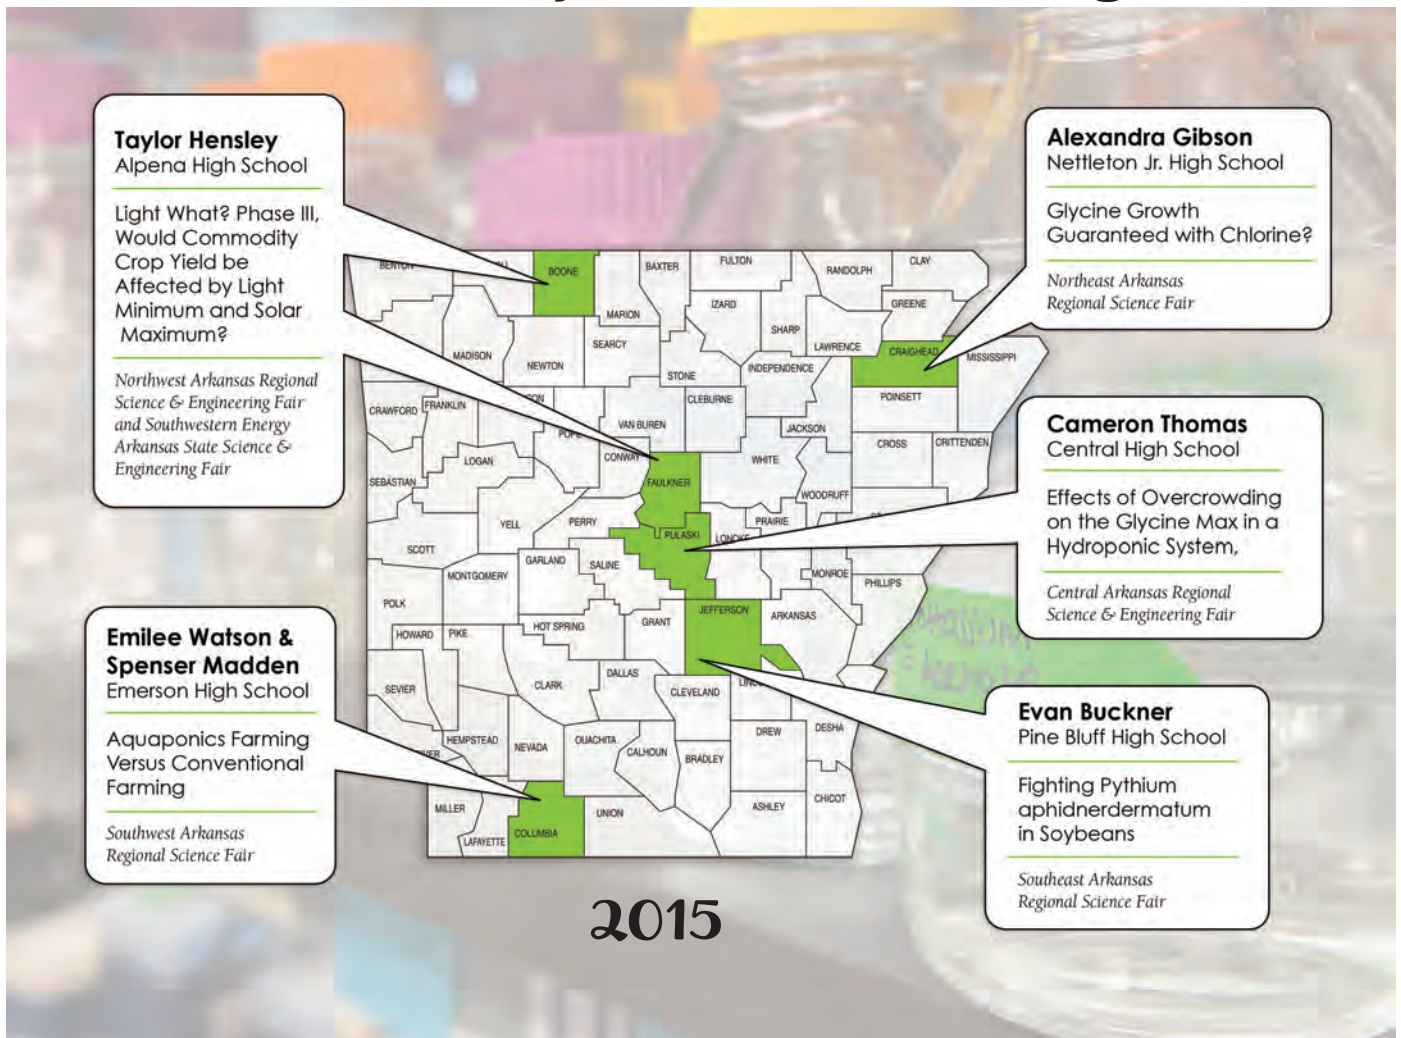 Taylor Hensley
Alpena High School
Light What? Phase III,
Would Commodity
Crop Yield be
Affected by Light
Minimum and Solar
Maximum?
Northwest Arkansas Regional
Science & Engineering Fair
and Southwestern Energy
Arkansas State Science &
Engineering Fair
Alexandra Gibson
Nettleton Jr. High School
Glycine Growth
Guaranteed with Chlorine?
Northeast Arkansas
Regional Science Fair
Cameron Thomas
Central High School
Effects of Overcrowding
on the Glycine Max in a
Hydroponic System,
Central Arkansas Regional
Science & Engineering Fair
Emilee Watson &
Spenser Madden
Emerson High School
Aquaponics Farming
Versus Conventional
Farming
Southwest Arkansas
Regional Science Fair
Evan Buckner
Pine Bluff High School
Fighting Pythium
aphidnerdermatum
in Soybeans
Southeast Arkansas
Regional Science Fair
BENTON
BOONE
BAXTER
FULTON
RANDOLPH
CLAY
MARION
IZARD
SHARP
GREENE
MADISON
NEWTON
SEARCY
STONE
LAWRENCE
INDEPENDENCE
CRAIGHEAD
MISSISSIPPI
CRAWFORD
FRANKLIN
POPE
VAN BUREN
CLEBURNE
JACKSON
POINSETT
SEBASTIAN
LOGAN
CONWAY
FAULKNER
WHITE
WOODRUFF
CROSS
CRITTENDEN
SCOTT
YELL
PERRY
PULASKI
LONOKE
PRAIRIE
MONROE
PHILLIPS
POLK
MONTGOMERY
GARLAND
SALINE
HOWARD
PIKE
HOT SPRING
GRANT
JEFFERSON
ARKANSAS
SEVIER
CLARK
DALLAS
CLEVELAND
HEMPSTEAD
NEVADA
OUACHITA
CALHOUN
BRADLEY
DREW
DESHA
MILLER
LAFAYETTE
COLUMBIA
UNION
ASHLEY
CHICOT
2015